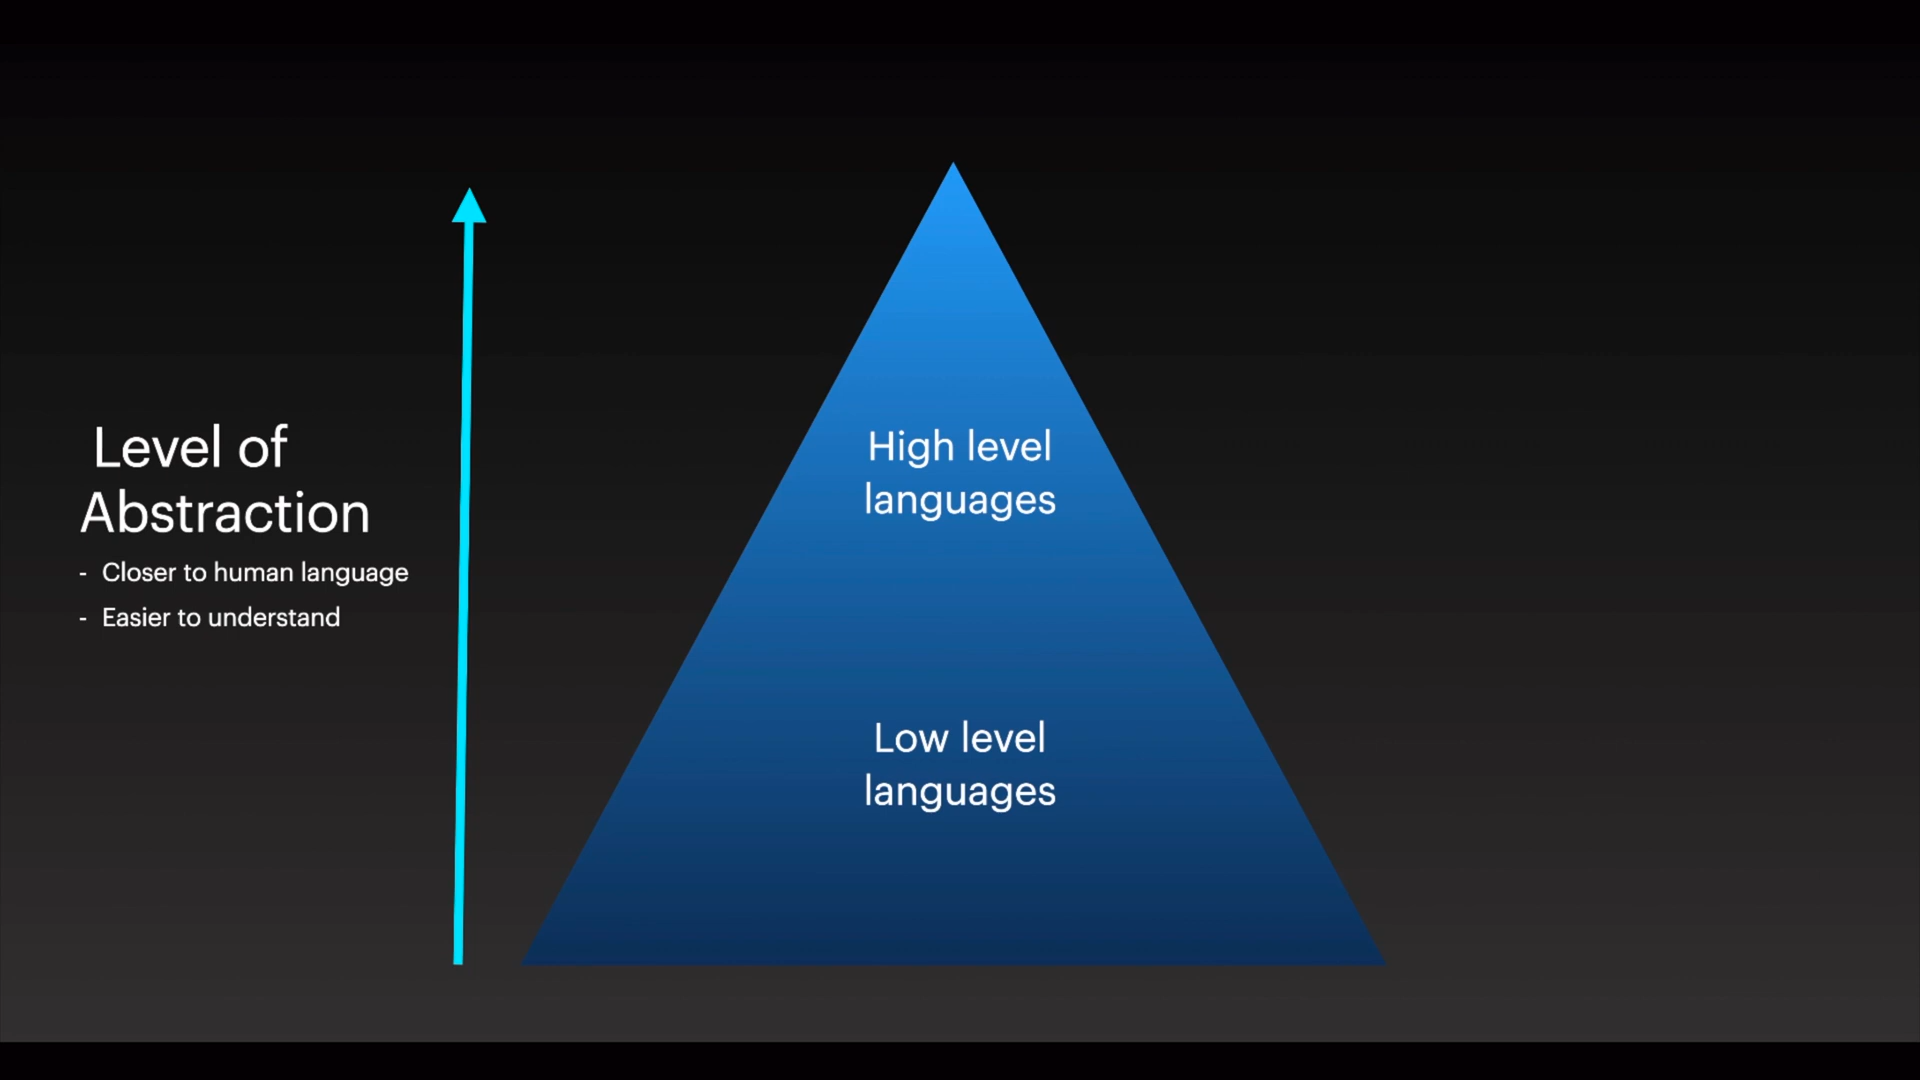 Level of
Abstraction
- Closer to human language
- Easier to understand
High level
languages
Low level
languages